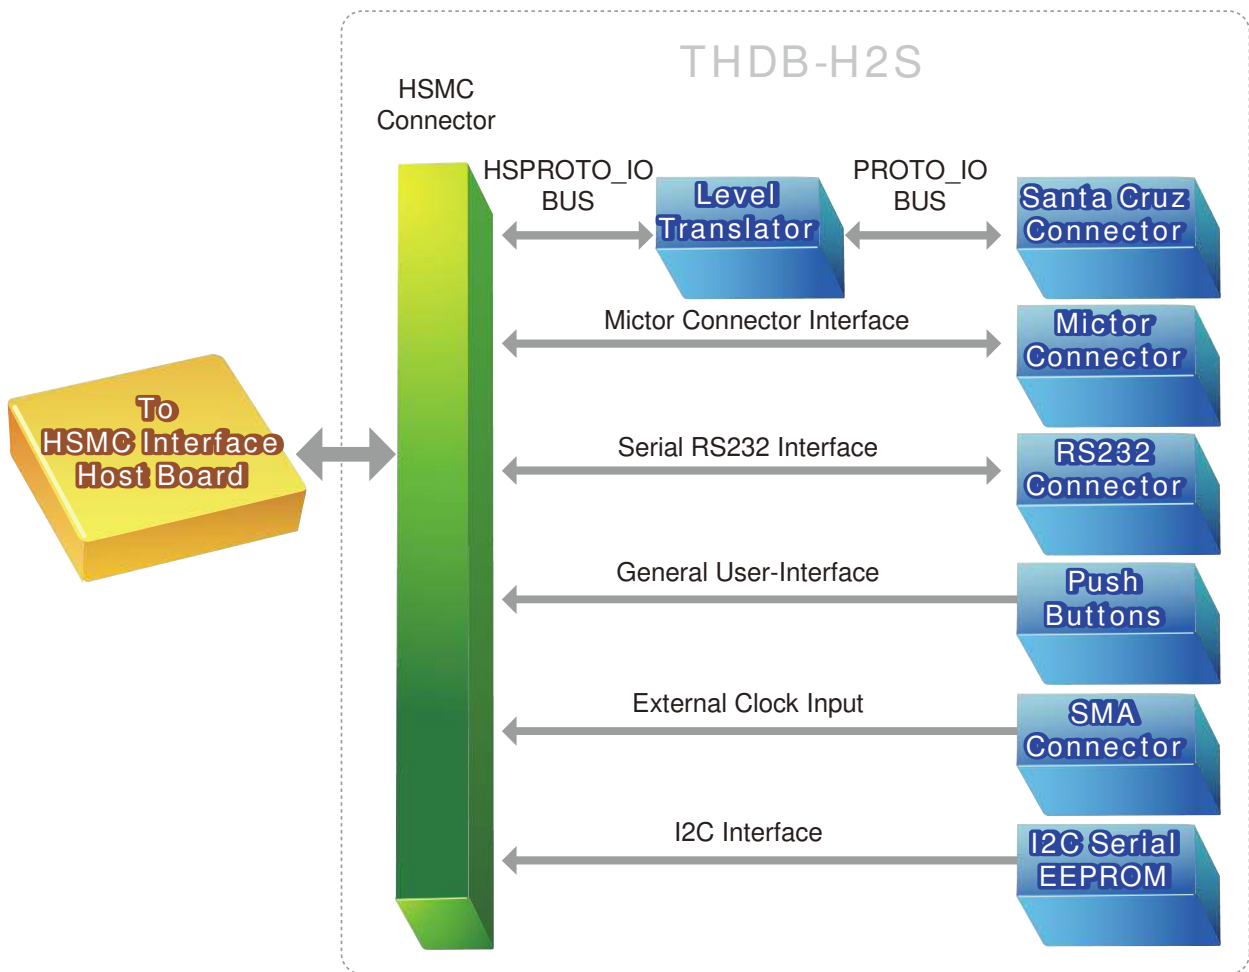 THDB-H2S
HSMC
Connector
HSPROTO_IO
BUS
Level
Translator
PROTO_IO
BUS
Santa Cruz
Connector
Mictor Connector Interface
Mictor
Connector
To
HSMC Interface
Host Board
Serial RS232 Interface
RS232
Connector
General User-Interface
Push
Buttons
External Clock Input
SMA
Connector
I2C Interface
I2C Serial
EEPROM